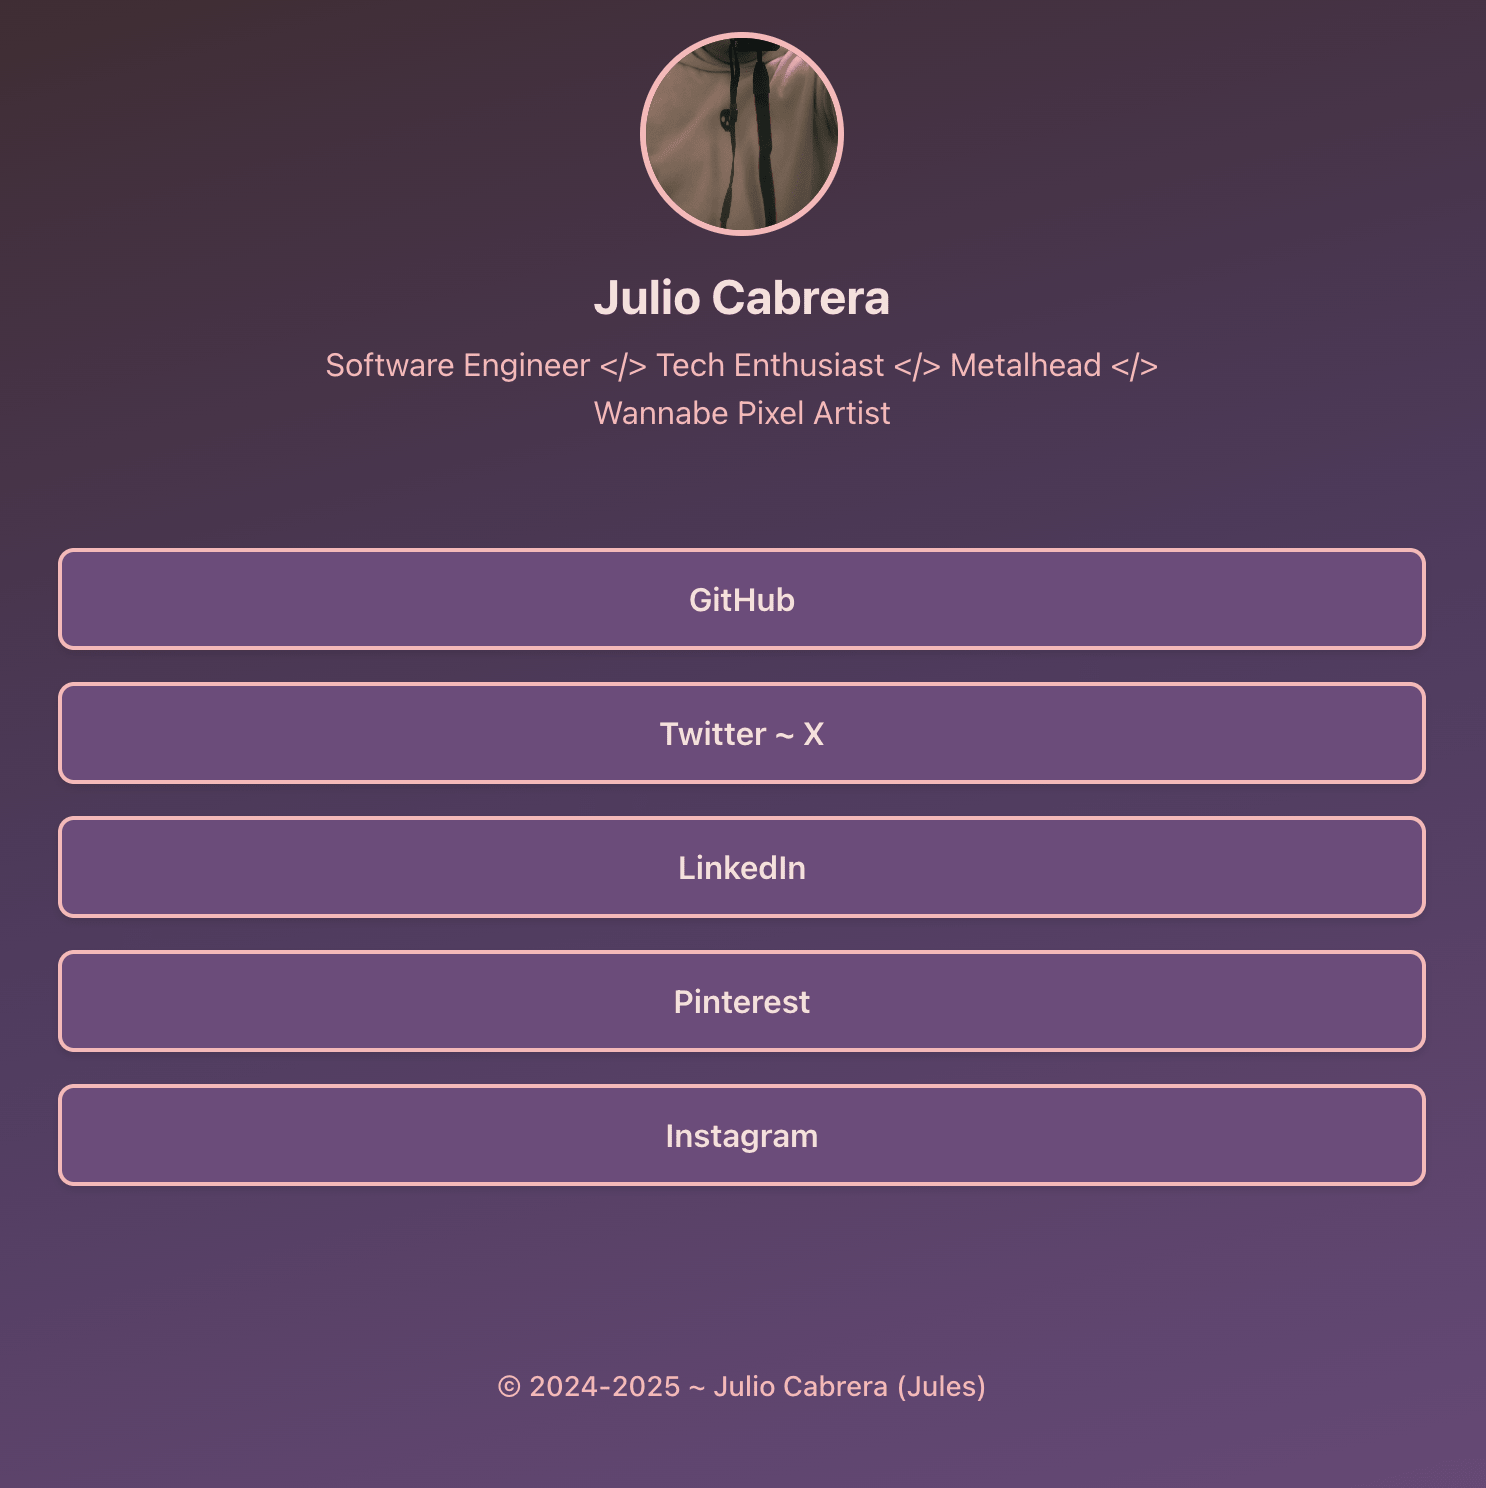 Julio Cabrera
Software Engineer </> Tech Enthusiast </> Metalhead </>
Wannabe Pixel Artist
GitHub
Twitter ~ X
LinkedIn
Pinterest
Instagram
© 2024-2025 ~ Julio Cabrera (Jules)